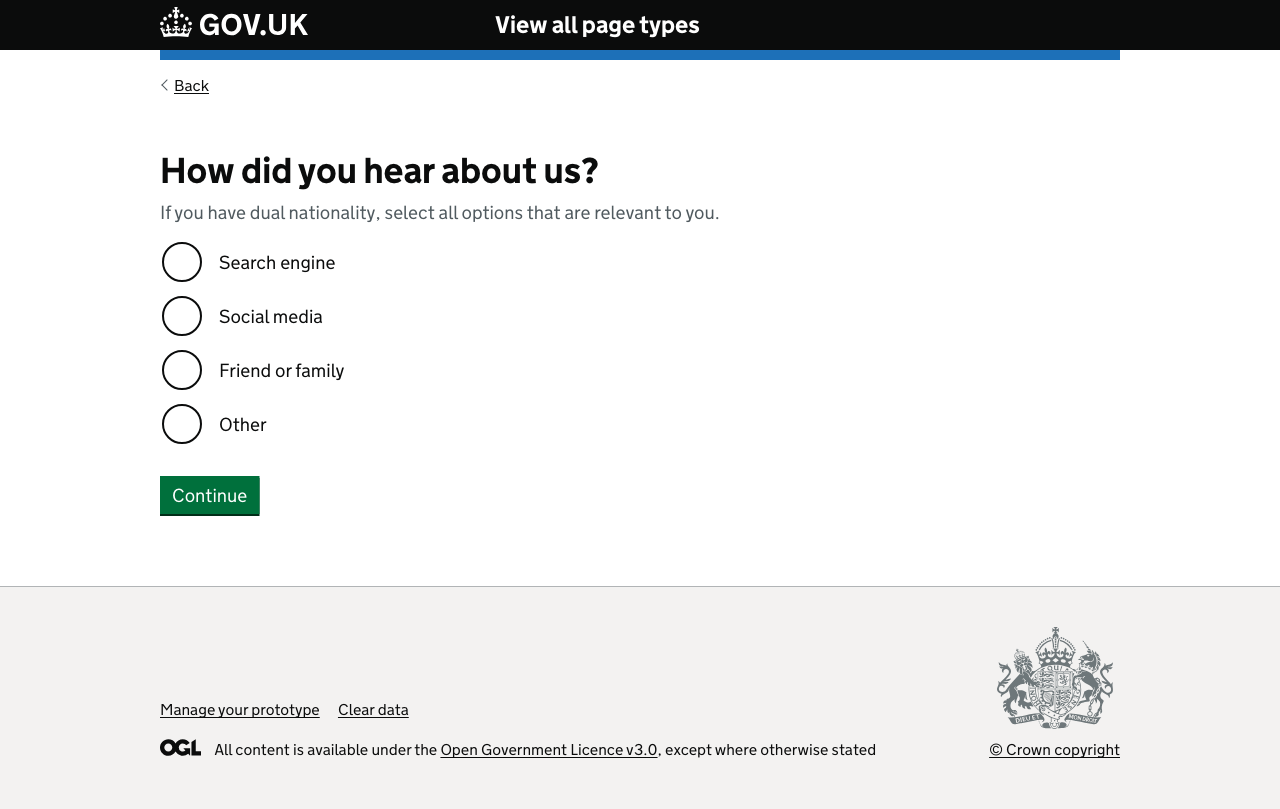 GOV.UK
View all page types
Back
How did you hear about us?
If you have dual nationality, select all options that are relevant to you.
Search engine
Social media
Friend or family
Other
Continue
Manage your prototype
Clear data
OGL All content is available under the Open Government Licence v3.0, except where otherwise stated
© Crown copyright